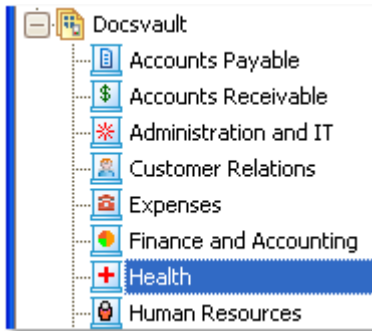 Docsvault
Accounts Payable
Accounts Receivable
Administration and IT
Customer Relations
Expenses
Finance and Accounting
Health
Human Resources